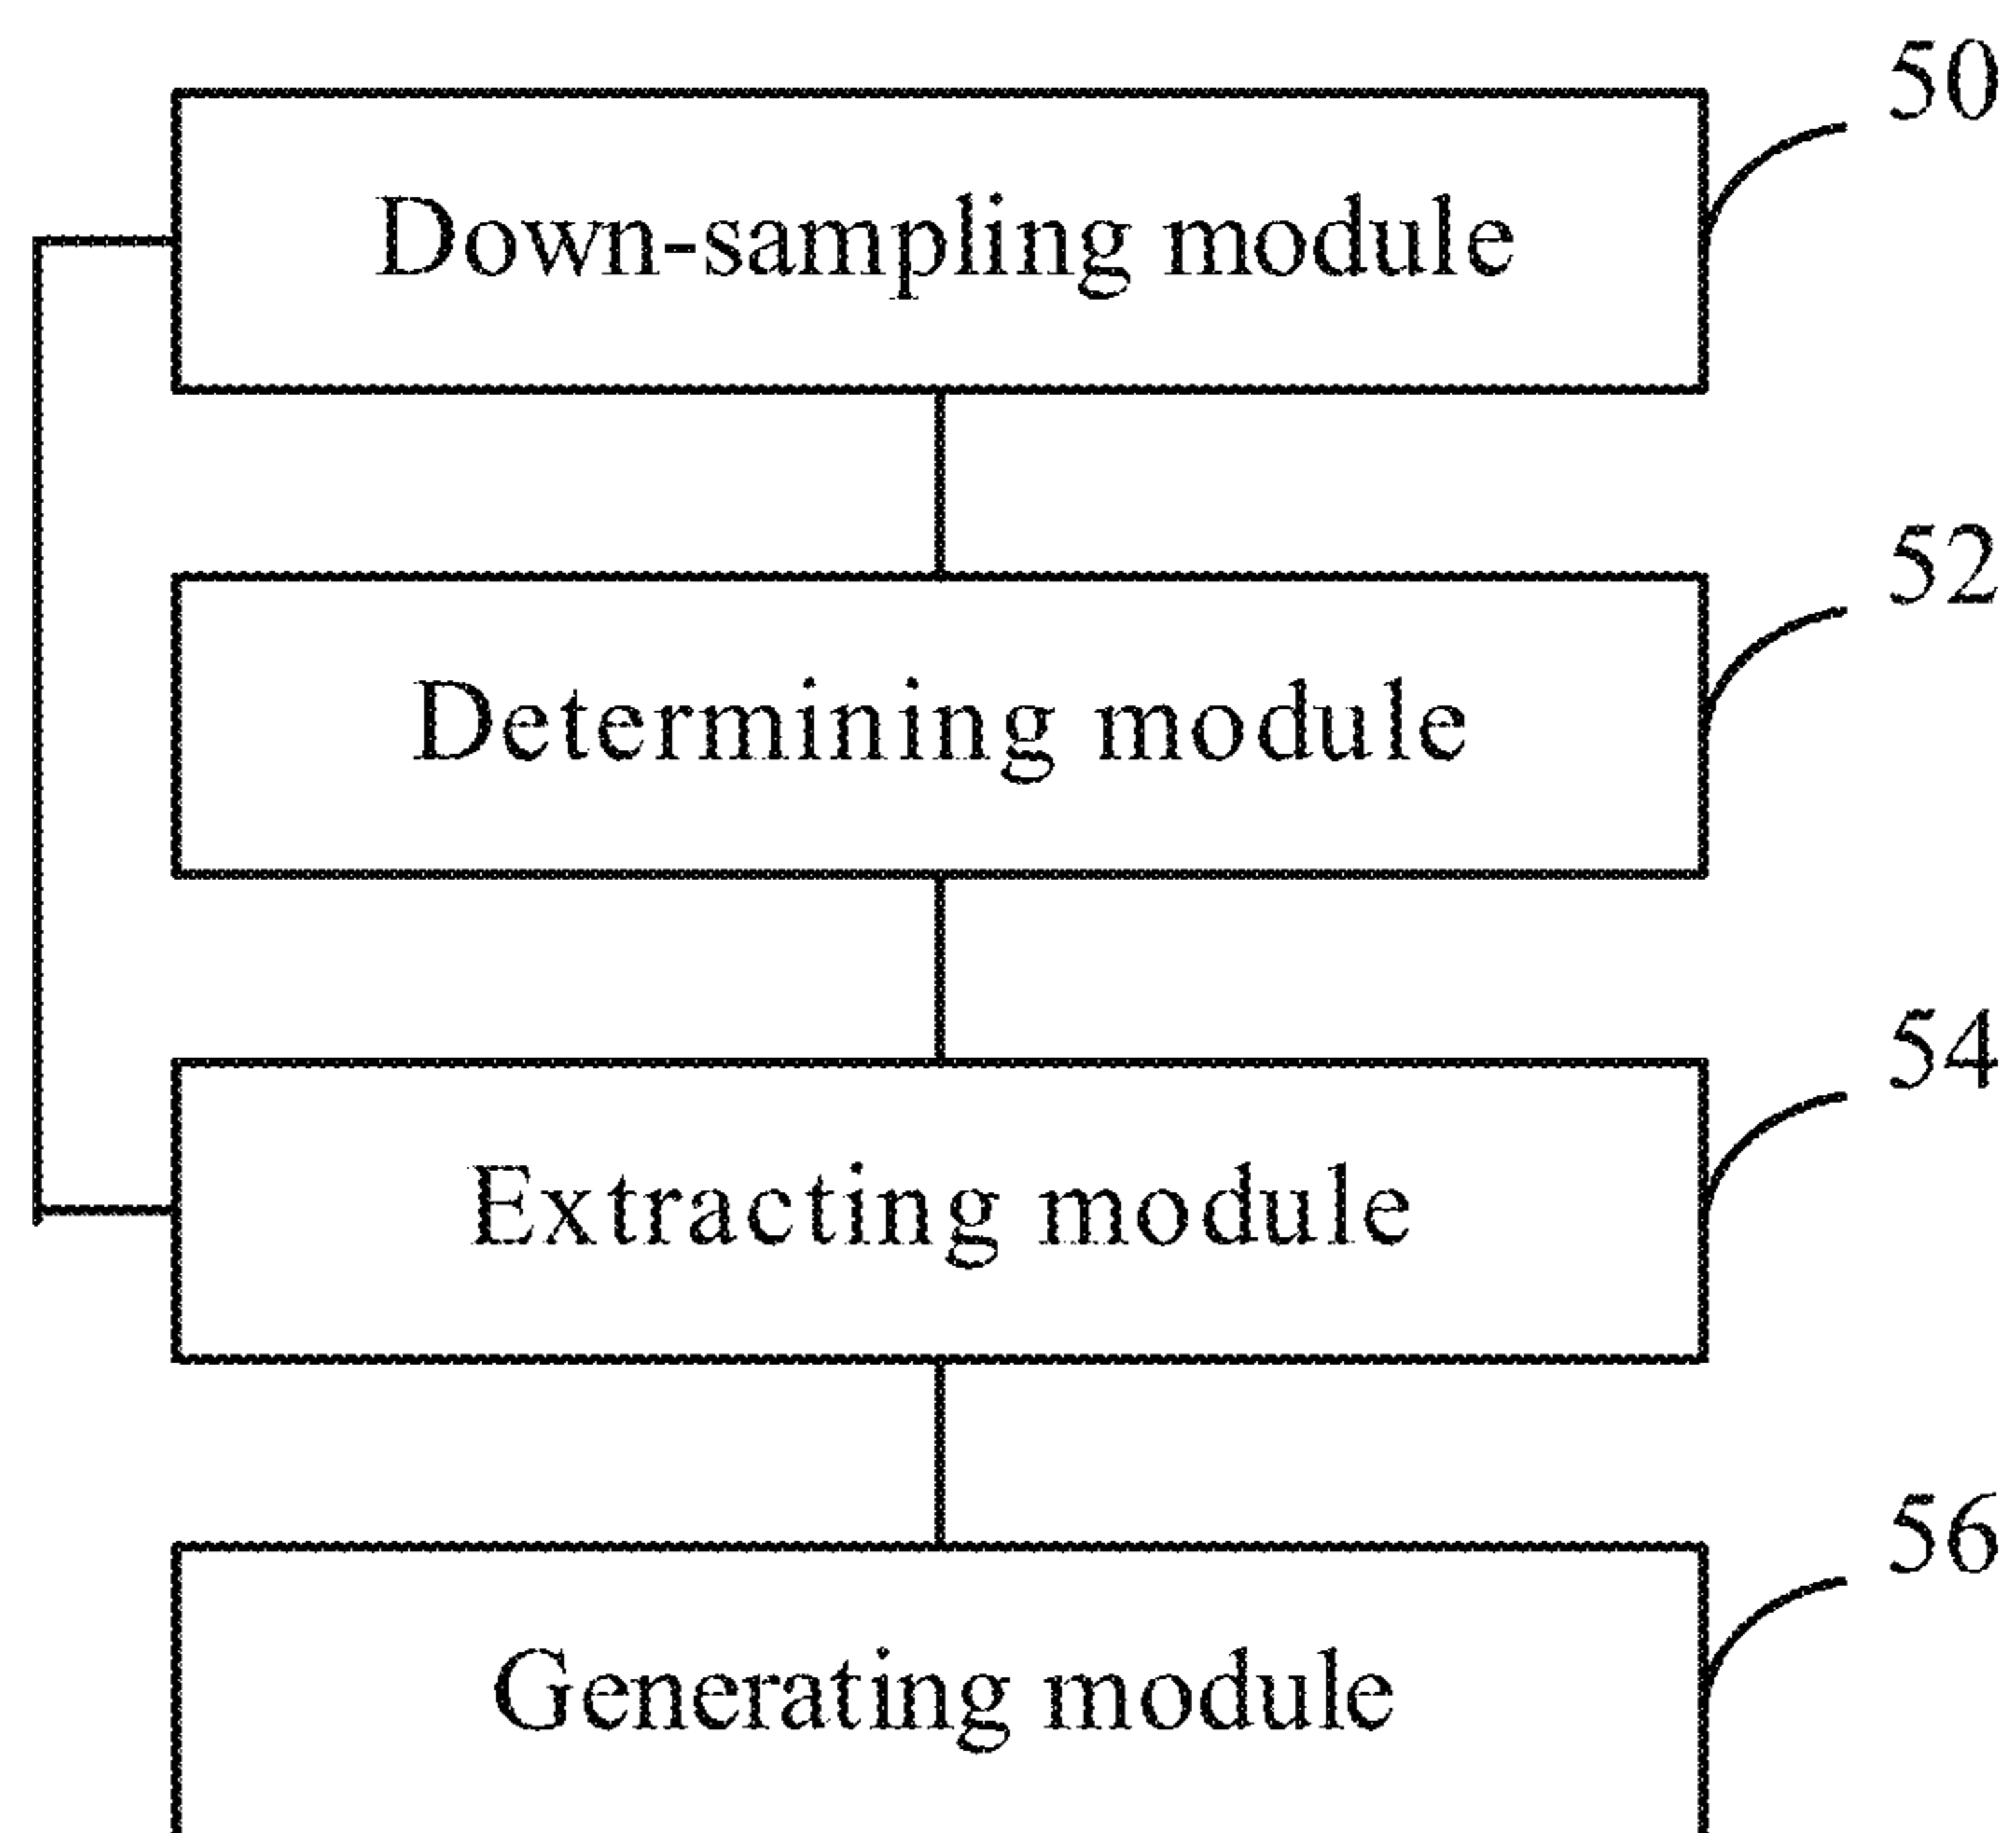 50
Down-sampling module
52
Determining module
54
Extracting module
56
Generating module